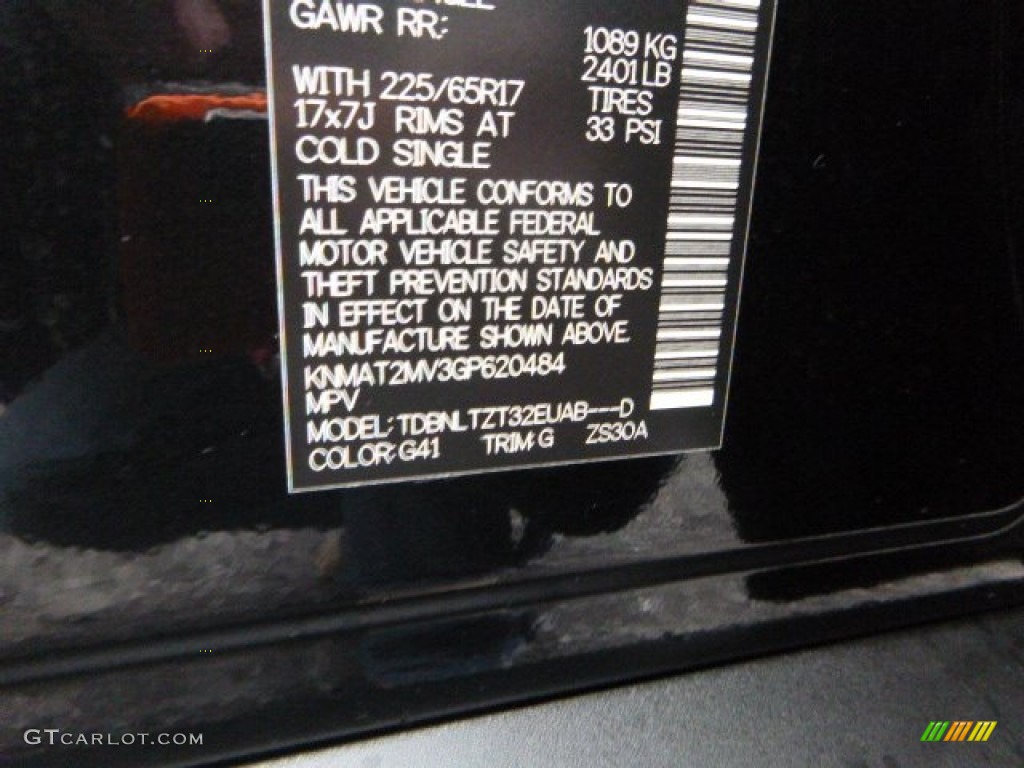 GAWR RR:
1089 KG
2401 LB
WITH 225/65R17 TIRES
17x7J RIMS AT 33 PSI
COLD SINGLE
THIS VEHICLE CONFORMS TO
ALL APPLICABLE FEDERAL
MOTOR VEHICLE SAFETY AND
THEFT PREVENTION STANDARDS
IN EFFECT ON THE DATE OF
MANUFACTURE SHOWN ABOVE.
KNMAT2MV3GP620484
MPV
MODEL: TDBNLTZT32EUAB---D
COLOR: G41 TRIM: G ZS30A
GTCARLOT.COM